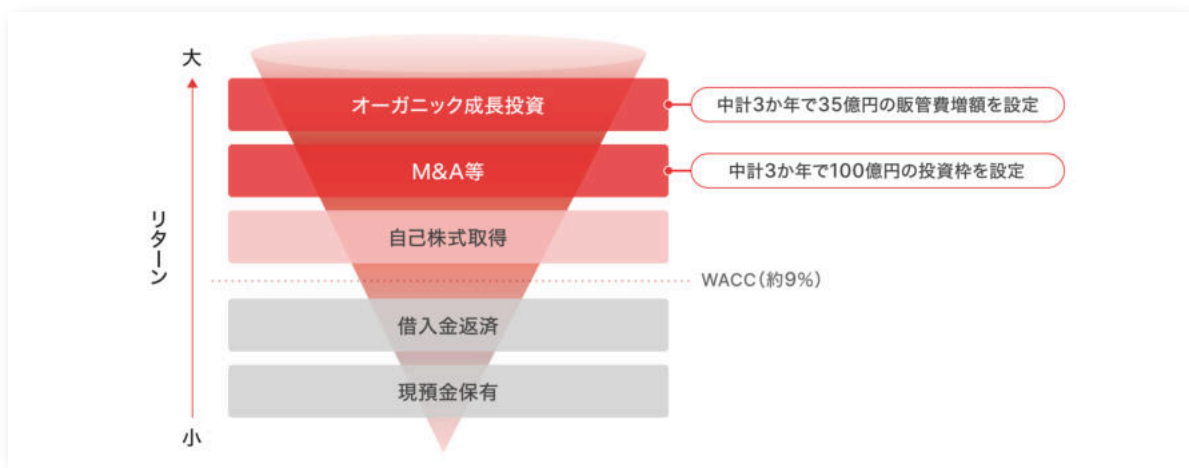 大
オーガニック成長投資
中計3か年で35億円の販管費増額を設定
M&A等
中計3か年で100億円の投資枠を設定
リターン
自己株式取得
WACC（約9%）
借入金返済
現預金保有
小